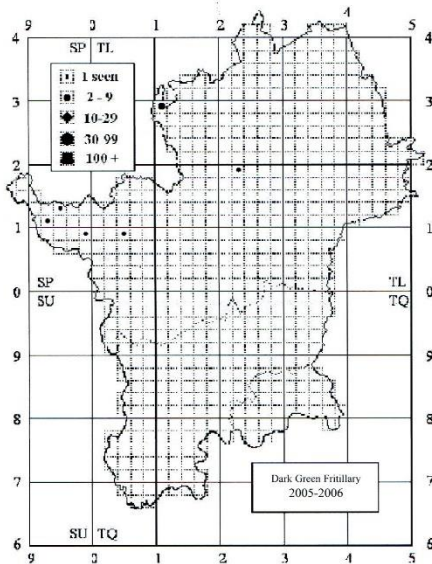 9 0 1 2 3 4 5
4 SP TL 4
1 seen
2 - 9
10-29
30-99
100 +
3 3
2 2
1 1
SP TL
0 0
SU TQ
9 9
8 8
Dark Green Fritillary
2005-2006
7 7
SU TQ
6 6
9 0 1 2 3 4 5